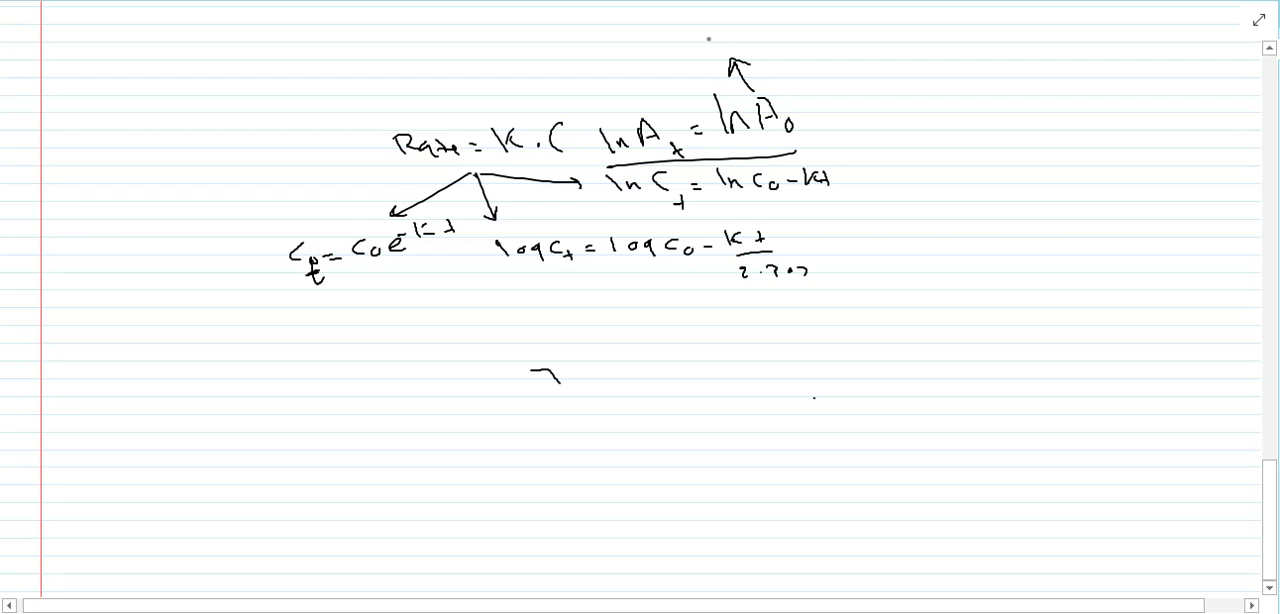 Rate = K . C ln A_t = ln A_0
ln C_t = ln C_0 - Kt
C_t = C_0 e^-Kt log C_t = log C_0 - Kt / 2.303